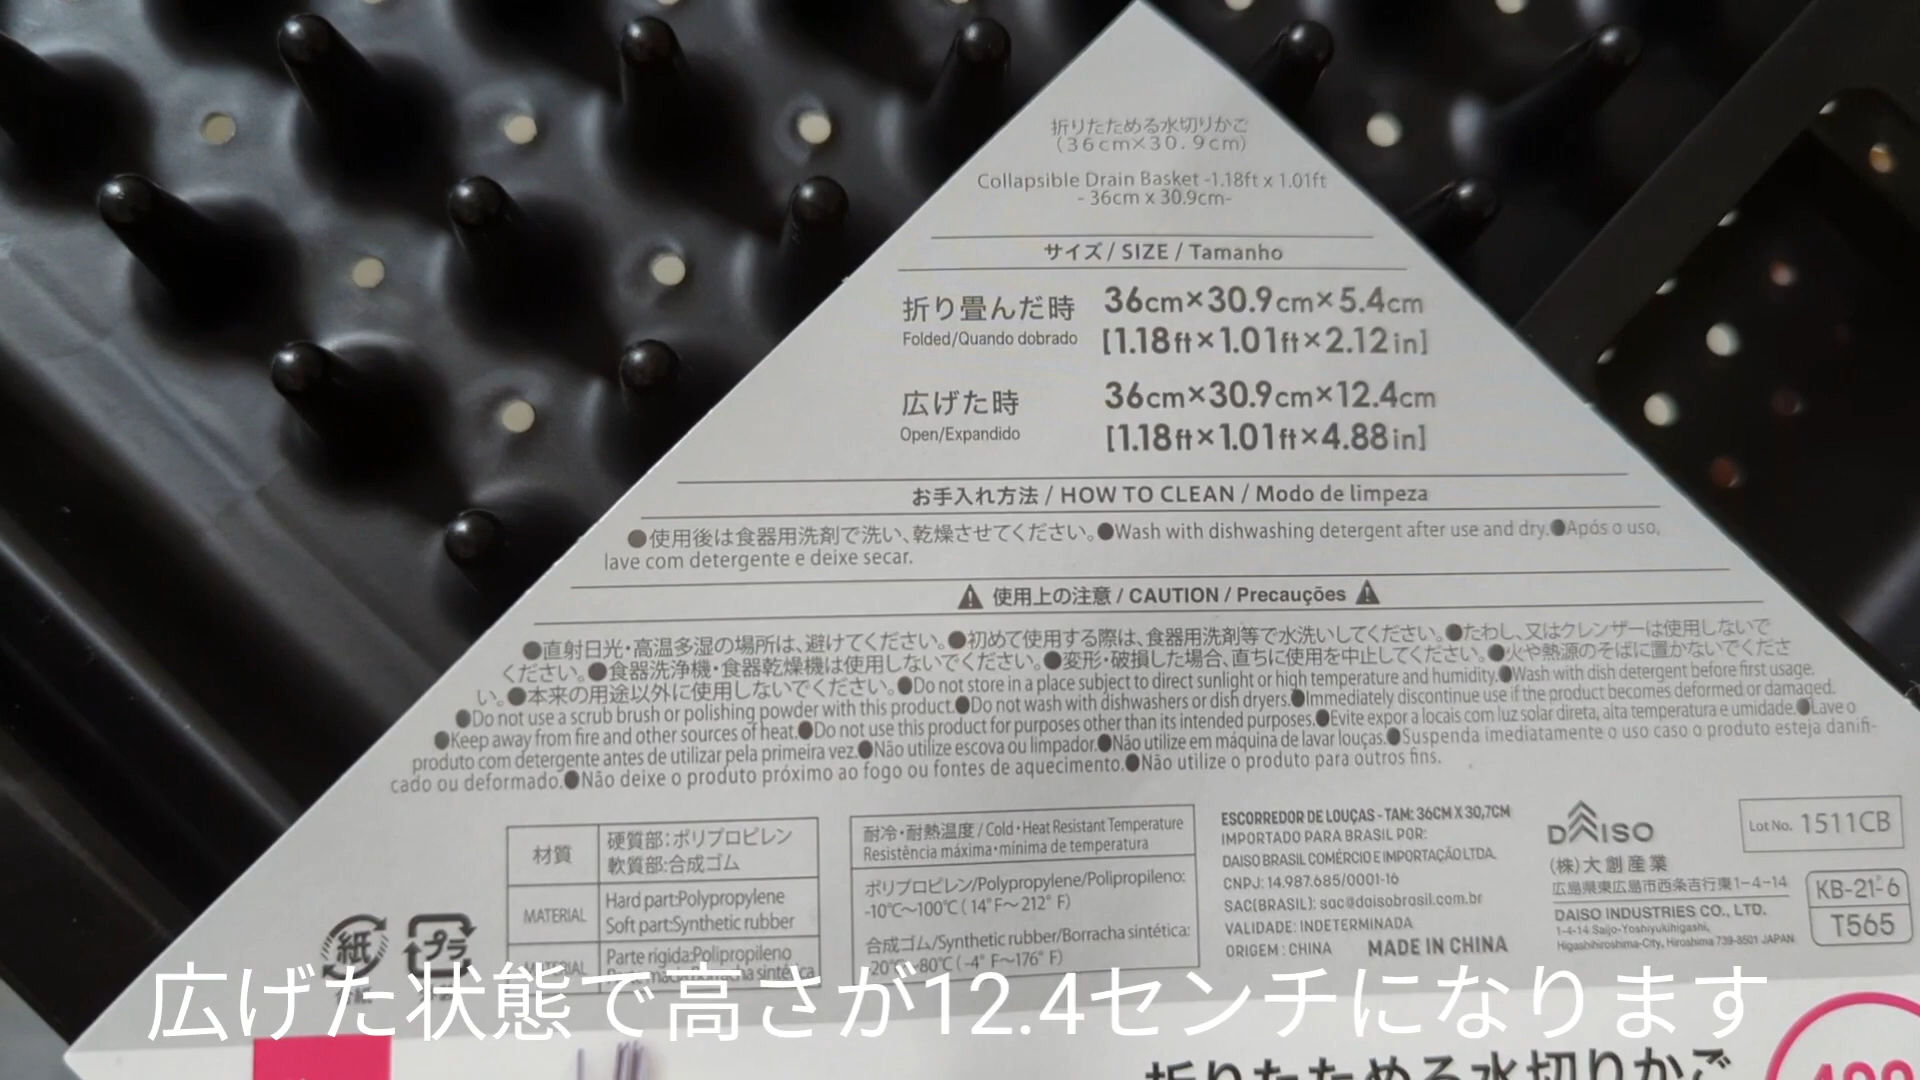 折りたためる水切りかご
(36cm×30.9cm)
Collapsible Drain Basket -1.18ft x 1.01ft
- 36cm x 30.9cm-
サイズ / SIZE / Tamanho
折り畳んだ時 36cm×30.9cm×5.4cm
Folded/Quando dobrado [1.18ft×1.01ft×2.12in]
広げた時 36cm×30.9cm×12.4cm
Open/Expandido [1.18ft×1.01ft×4.88in]
お手入れ方法 / HOW TO CLEAN / Modo de limpeza
●使用後は食器用洗剤で洗い、乾燥させてください。●Wash with dishwashing detergent after use and dry.●Após o uso,
lave com detergente e deixe secar.
使用上の注意 / CAUTION / Precauções
●直射日光・高温多湿の場所は、避けてください。●初めて使用する際は、食器用洗剤等で水洗いしてください。●たわし、又はクレンザーは使用しないで
ください。●食器洗浄機・食器乾燥機は使用しないでください。●変形・破損した場合、直ちに使用を中止してください。●火や熱源のそばに置かないでくださ
い。●本来の用途以外に使用しないでください。●Do not store in a place subject to direct sunlight or high temperature and humidity.●Wash with dish detergent before first usage.
●Do not use a scrub brush or polishing powder with this product.●Do not wash with dishwashers or dish dryers.●Immediately discontinue use if the product becomes deformed or damaged.
●Keep away from fire and other sources of heat.●Do not use this product for purposes other than its intended purposes.●Evite expor a locais com luz solar direta, alta temperatura e umidade.●Lave o
produto com detergente antes de utilizar pela primeira vez.●Não utilize escova ou limpador.●Não utilize em máquina de lavar louças.●Suspenda imediatamente o uso caso o produto esteja danifi-
cado ou deformado.●Não deixe o produto próximo ao fogo ou fontes de aquecimento.●Não utilize o produto para outros fins.
材質 硬質部:ポリプロピレン
軟質部:合成ゴム
MATERIAL Hard part:Polypropylene
Soft part:Synthetic rubber
MATERIAL Parte rígida:Polipropileno
Borracha sintética
耐冷・耐熱温度 / Cold・Heat Resistant Temperature
Resistência máxima・mínima de temperatura
ポリプロピレン/Polypropylene/Polipropileno:
-10℃～100℃ ( 14°F～ 212° F)
合成ゴム/Synthetic rubber/Borracha sintética:
-20℃～80℃ ( -4° F～176° F)
ESCORREDOR DE LOUÇAS - TAM: 36CM X 30,7CM
IMPORTADO PARA BRASIL POR:
DAISO BRASIL COMÉRCIO E IMPORTAÇÃO LTDA.
CNPJ: 14.987.685/0001-16
SAC(BRASIL): sac@daisobrasil.com.br
VALIDADE: INDETERMINADA
ORIGEM : CHINA MADE IN CHINA
DAISO
(株)大創産業
広島県東広島市西条吉行東1-4-14
DAISO INDUSTRIES CO., LTD.
1-4-14 Saijo-Yoshiyukihigashi,
Higashihiroshima-City, Hiroshima 739-8501 JAPAN
Lot No. 1511CB
KB-21-6
T565
紙
プラ
広げた状態で高さが12.4センチになります
折りたためる水切りかご